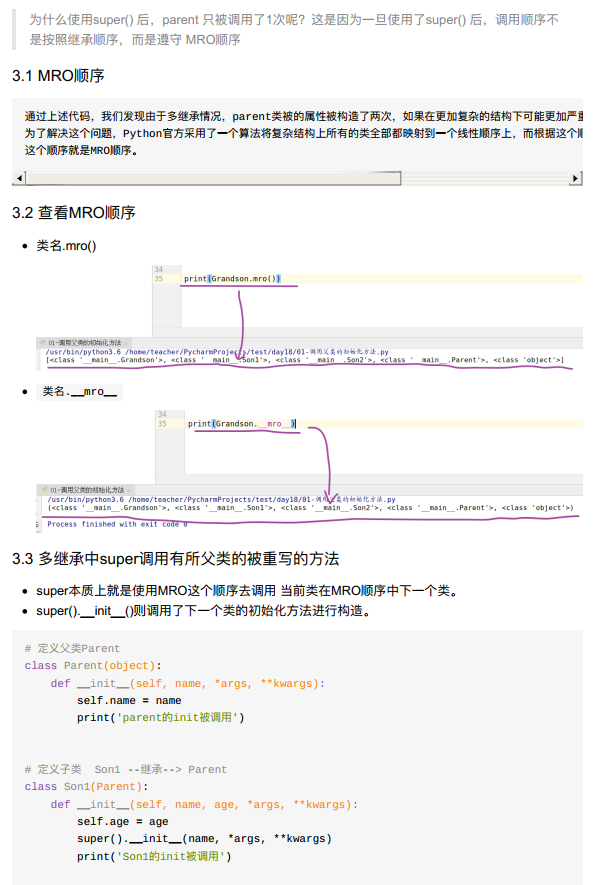 为什么使用super() 后，parent 只被调用了1次呢？这是因为一旦使用了super() 后，调用顺序不
是按照继承顺序，而是遵守 MRO顺序
3.1 MRO顺序
通过上述代码，我们发现由于多继承情况，parent类被的属性被构造了两次，如果在更加复杂的结构下可能更加严重
为了解决这个问题，Python官方采用了一个算法将复杂结构上所有的类全部都映射到一个线性顺序上，而根据这个顺
这个顺序就是MRO顺序。
3.2 查看MRO顺序
• 类名.mro()
34
35 print(Grandson.mro())
01-调用父类的初始化方法
/usr/bin/python3.6 /home/teacher/PycharmProjects/test/day18/01-调用父类的初始化方法.py
[<class '__main__.Grandson'>, <class '__main__.Son1'>, <class '__main__.Son2'>, <class '__main__.Parent'>, <class 'object'>]
• 类名.__mro__
34
35 print(Grandson.__mro__)
01-调用父类的初始化方法
/usr/bin/python3.6 /home/teacher/PycharmProjects/test/day18/01-调用父类的初始化方法.py
(<class '__main__.Grandson'>, <class '__main__.Son1'>, <class '__main__.Son2'>, <class '__main__.Parent'>, <class 'object'>)
Process finished with exit code 0
3.3 多继承中super调用有所父类的被重写的方法
• super本质上就是使用MRO这个顺序去调用 当前类在MRO顺序中下一个类。
• super().__init__()则调用了下一个类的初始化方法进行构造。
# 定义父类Parent
class Parent(object):
def __init__(self, name, *args, **kwargs):
self.name = name
print('parent的init被调用')
# 定义子类  Son1 --继承--> Parent
class Son1(Parent):
def __init__(self, name, age, *args, **kwargs):
self.age = age
super().__init__(name, *args, **kwargs)
print('Son1的init被调用')